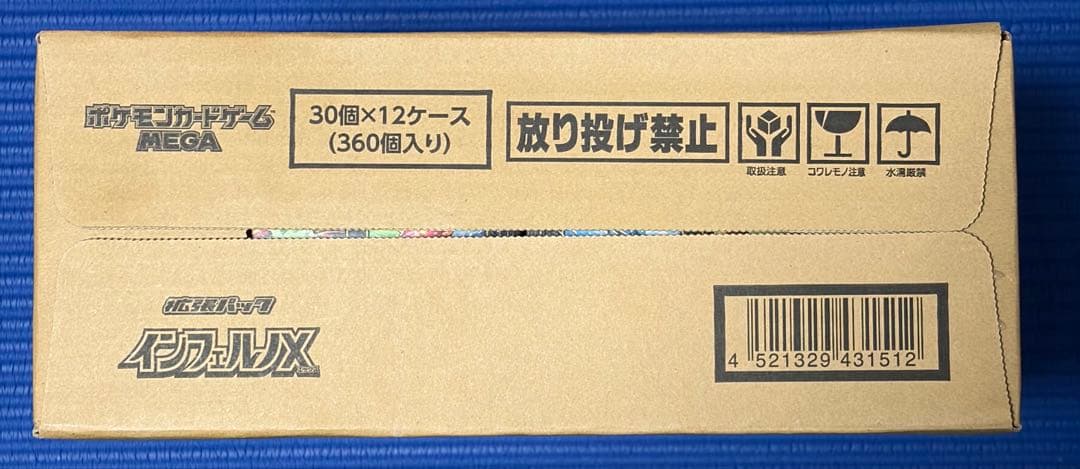 ポケモンカードゲーム
MEGA
30個×12ケース
(360個入り)
放り投げ禁止
取扱注意
コワレモノ注意
水濡厳禁
拡張パック
インフェルノX
4 521329 431512